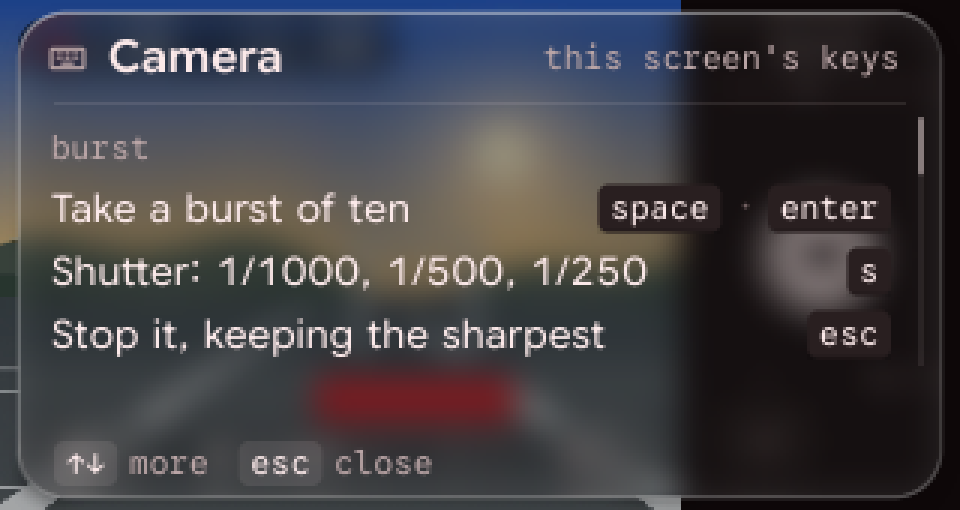 Camera this screen's keys
burst
Take a burst of ten space · enter
Shutter: 1/1000, 1/500, 1/250 s
Stop it, keeping the sharpest esc
↑↓ more esc close